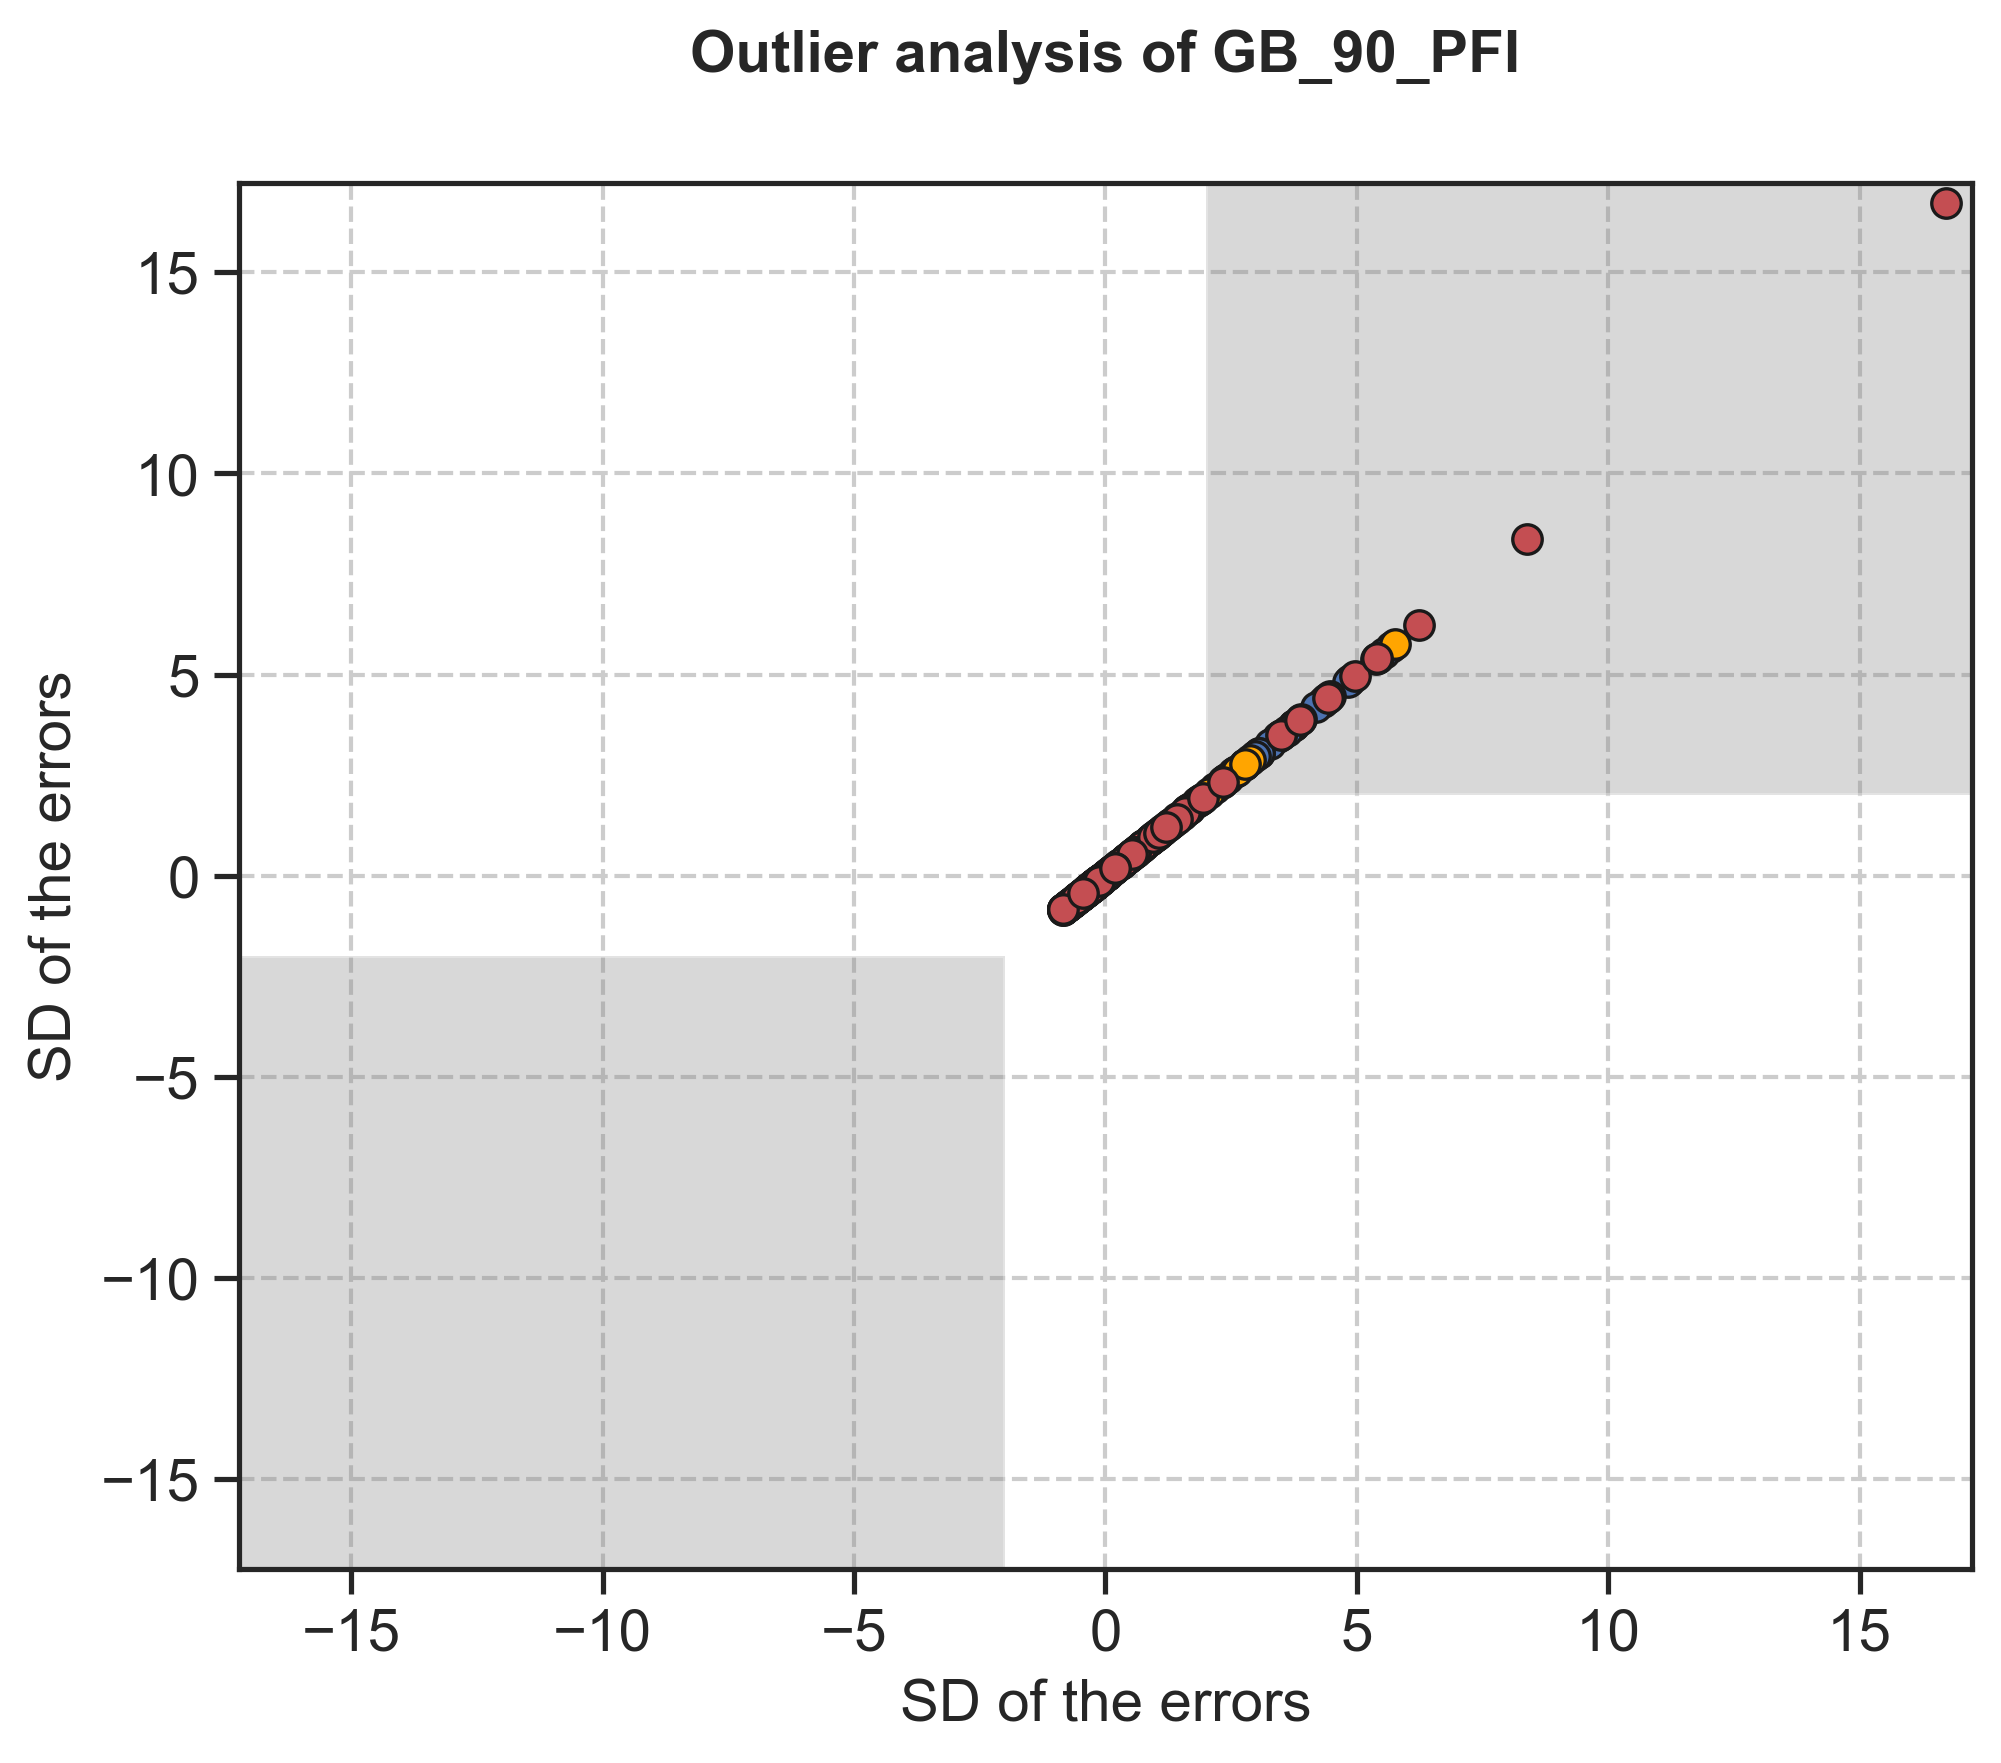 Outlier analysis of GB_90_PFI
SD of the errors
15
10
5
0
−5
−10
−15
−15 −10 −5 0 5 10 15
SD of the errors